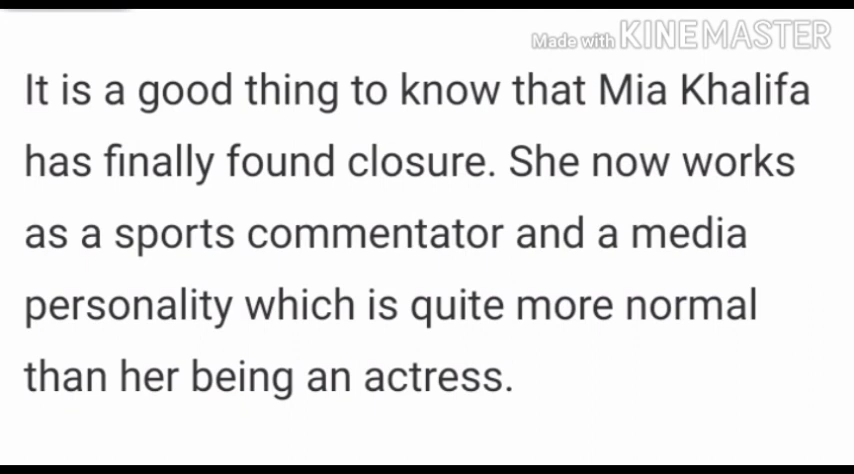 Made with KINEMASTER
It is a good thing to know that Mia Khalifa
has finally found closure. She now works
as a sports commentator and a media
personality which is quite more normal
than her being an actress.